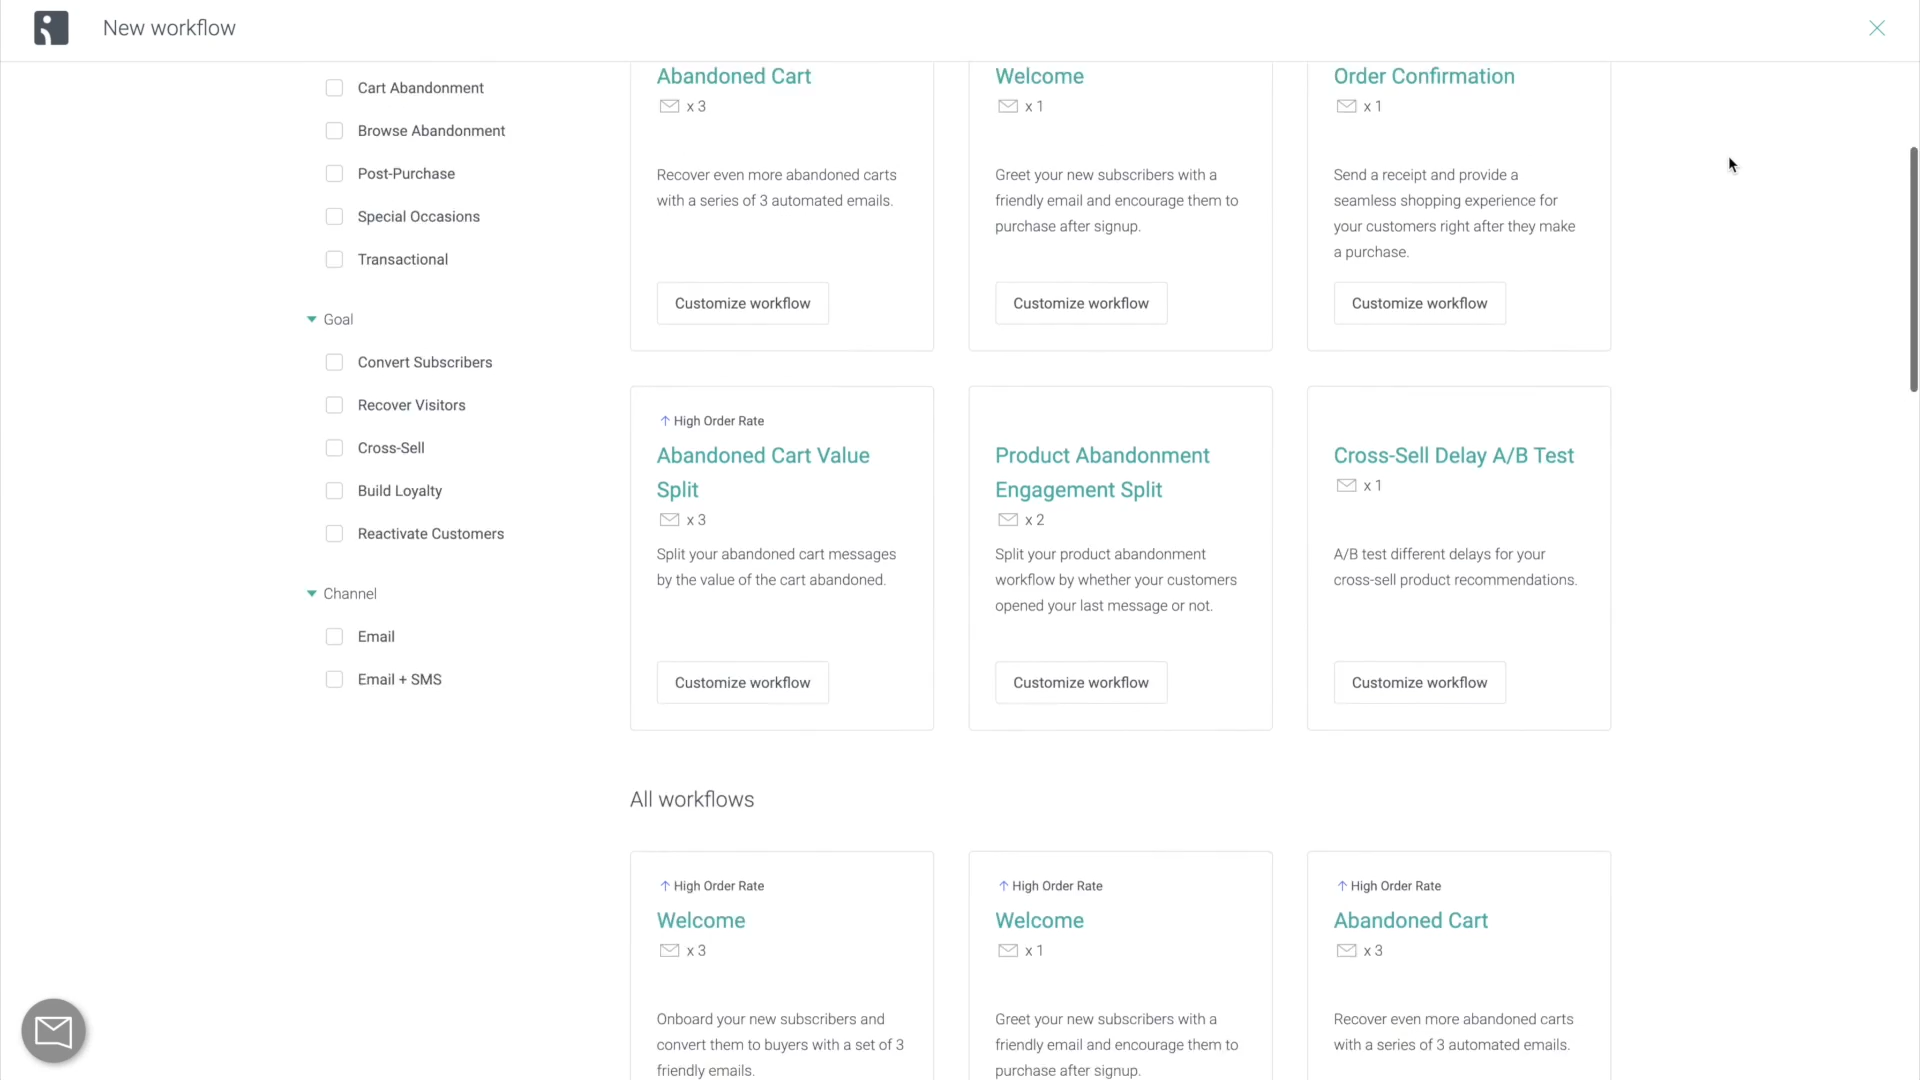 New workflow
Cart Abandonment
Browse Abandonment
Post-Purchase
Special Occasions
Transactional
Goal
Convert Subscribers
Recover Visitors
Cross-Sell
Build Loyalty
Reactivate Customers
Channel
Email
Email + SMS
Abandoned Cart
x 3
Recover even more abandoned carts
with a series of 3 automated emails.
Customize workflow
Welcome
x 1
Greet your new subscribers with a
friendly email and encourage them to
purchase after signup.
Customize workflow
Order Confirmation
x 1
Send a receipt and provide a
seamless shopping experience for
your customers right after they make
a purchase.
Customize workflow
High Order Rate
Abandoned Cart Value
Split
x 3
Split your abandoned cart messages
by the value of the cart abandoned.
Customize workflow
Product Abandonment
Engagement Split
x 2
Split your product abandonment
workflow by whether your customers
opened your last message or not.
Customize workflow
Cross-Sell Delay A/B Test
x 1
A/B test different delays for your
cross-sell product recommendations.
Customize workflow
All workflows
High Order Rate
Welcome
x 3
Onboard your new subscribers and
convert them to buyers with a set of 3
friendly emails.
High Order Rate
Welcome
x 1
Greet your new subscribers with a
friendly email and encourage them to
purchase after signup.
High Order Rate
Abandoned Cart
x 3
Recover even more abandoned carts
with a series of 3 automated emails.